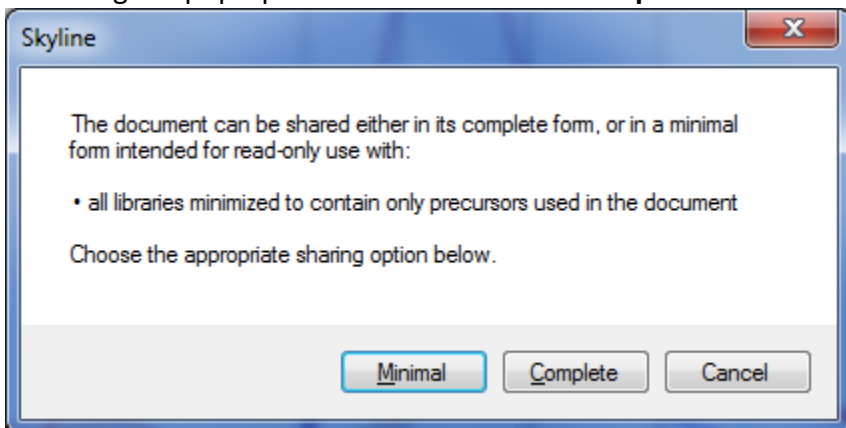 Skyline
The document can be shared either in its complete form, or in a minimal
form intended for read-only use with:
• all libraries minimized to contain only precursors used in the document
Choose the appropriate sharing option below.
Minimal Complete Cancel